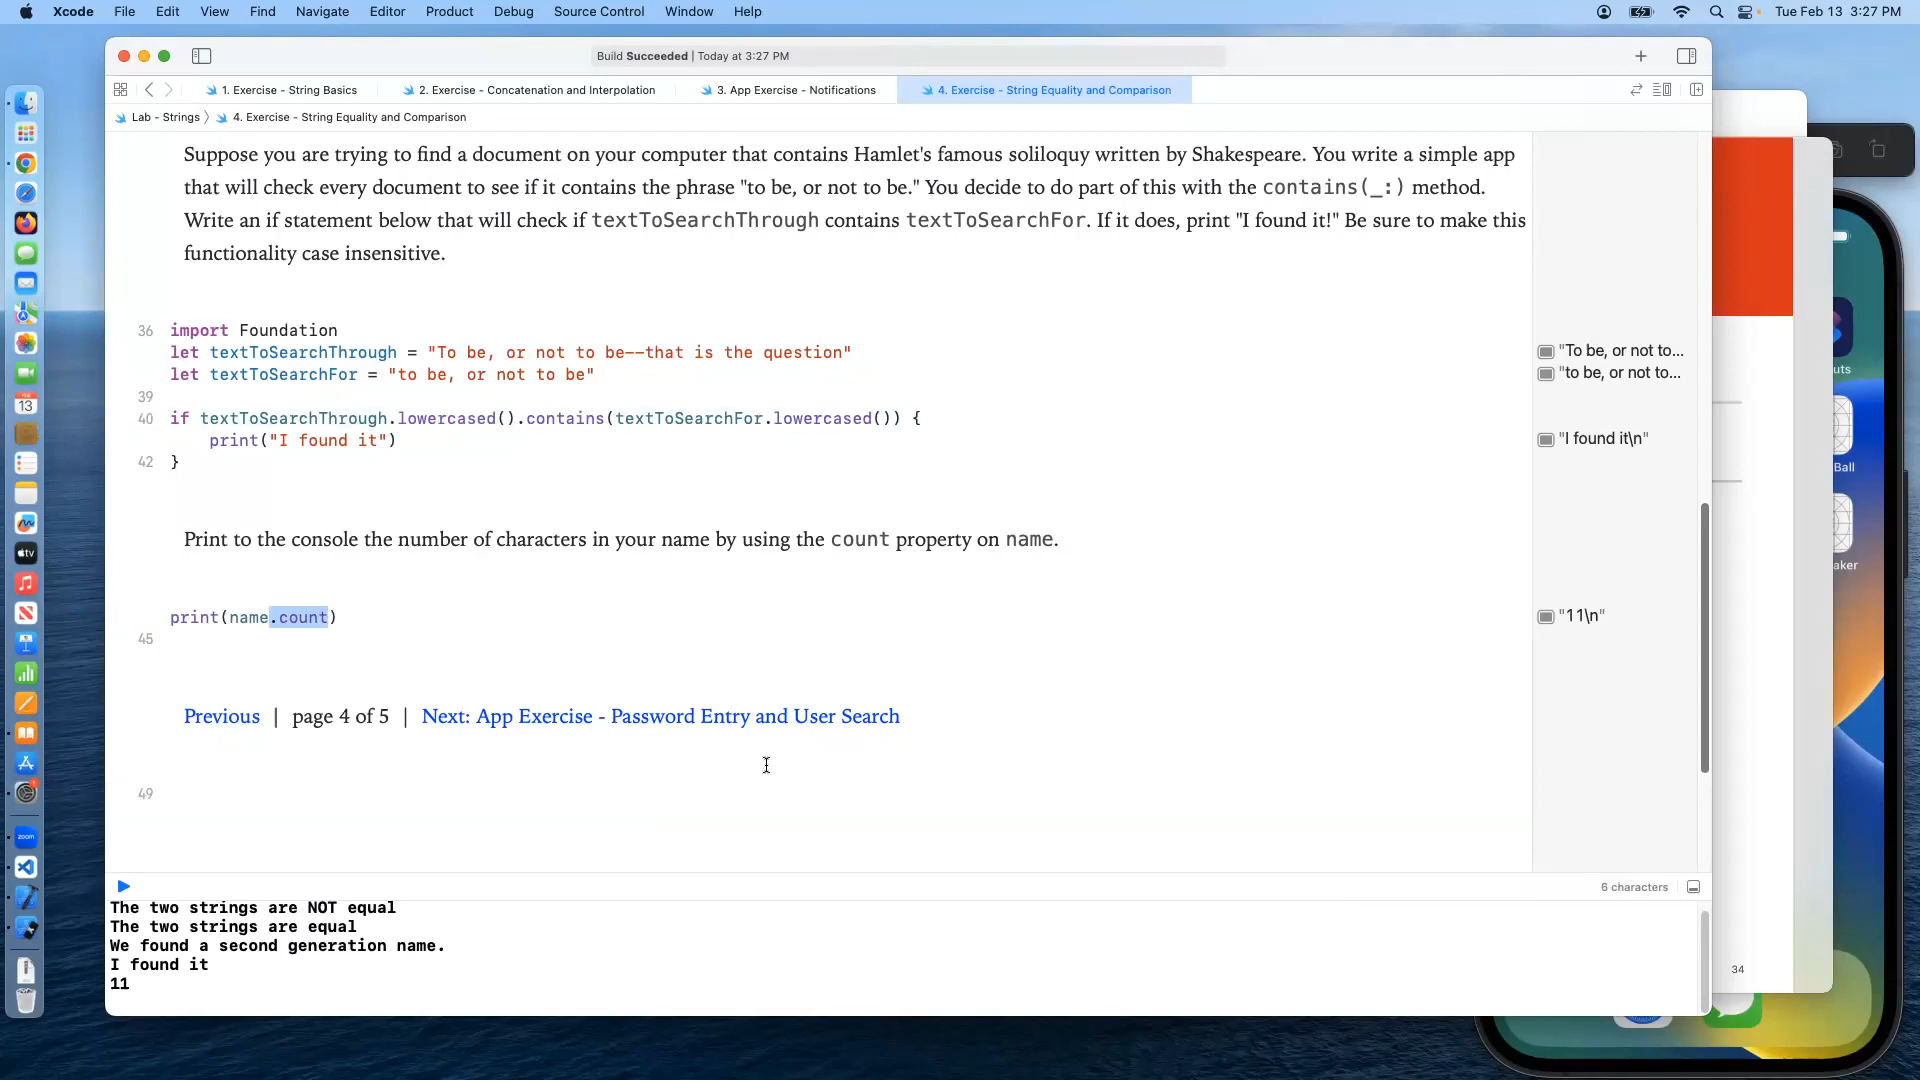 Xcode File Edit View Find Navigate Editor Product Debug Source Control Window Help
Tue Feb 13 3:27 PM
Build Succeeded | Today at 3:27 PM
1. Exercise - String Basics
2. Exercise - Concatenation and Interpolation
3. App Exercise - Notifications
4. Exercise - String Equality and Comparison
Lab - Strings 〉 4. Exercise - String Equality and Comparison
Suppose you are trying to find a document on your computer that contains Hamlet's famous soliloquy written by Shakespeare. You write a simple app
that will check every document to see if it contains the phrase "to be, or not to be." You decide to do part of this with the contains(_:) method.
Write an if statement below that will check if textToSearchThrough contains textToSearchFor. If it does, print "I found it!" Be sure to make this
functionality case insensitive.
36 import Foundation
let textToSearchThrough = "To be, or not to be--that is the question"
"To be, or not to...
let textToSearchFor = "to be, or not to be"
"to be, or not to...
39
40 if textToSearchThrough.lowercased().contains(textToSearchFor.lowercased()) {
print("I found it")
"I found it\n"
42 }
Print to the console the number of characters in your name by using the count property on name.
print(name.count)
"11\n"
45
Previous | page 4 of 5 | Next: App Exercise - Password Entry and User Search
49
6 characters
The two strings are NOT equal
The two strings are equal
We found a second generation name.
I found it
11
uts
Ball
aker
34
13
zoom
tv